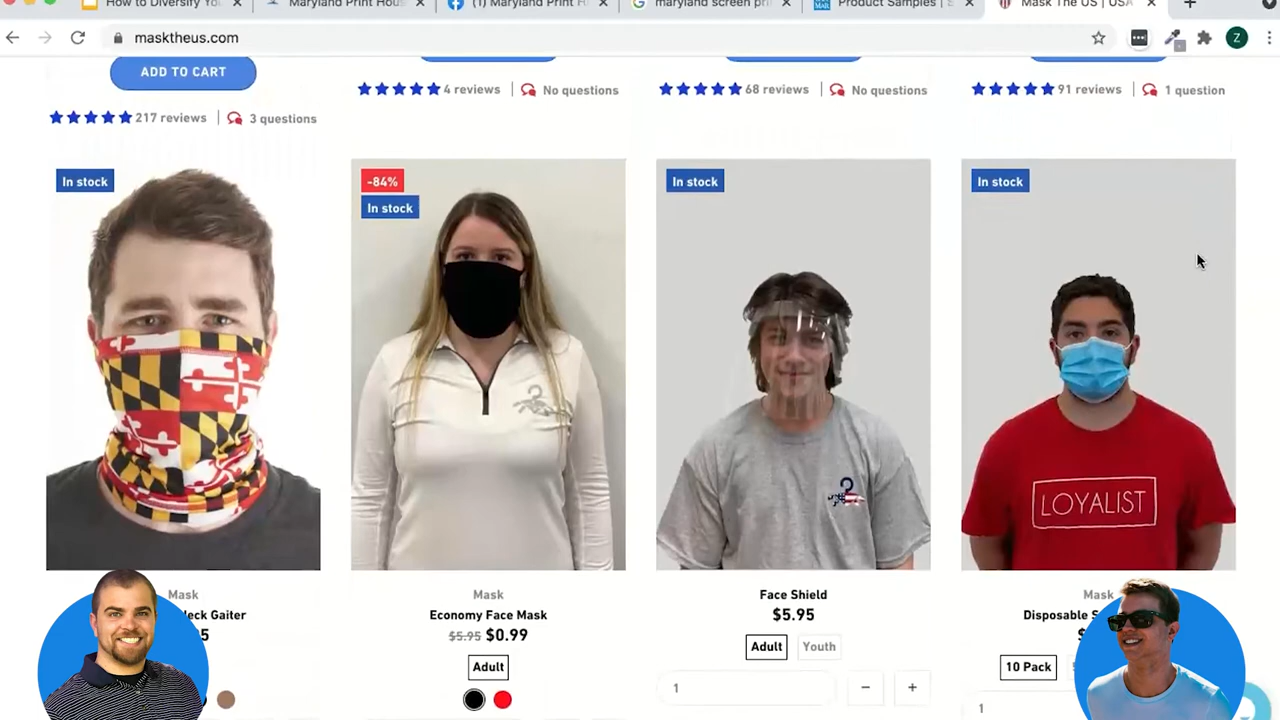 How to Diversify Yo
Maryland Print Hous
(1) Maryland Print H
maryland screen pri
Product Samples | S
Mask The US | USA
masktheus.com
Z
ADD TO CART
217 reviews
3 questions
4 reviews
No questions
68 reviews
No questions
91 reviews
1 question
In stock
-84%
In stock
In stock
In stock
LOYALIST
Mask
Neck Gaiter
5
Mask
Economy Face Mask
$5.95 $0.99
Adult
Face Shield
$5.95
Adult
Youth
1
Mask
Disposable S
$
10 Pack
1